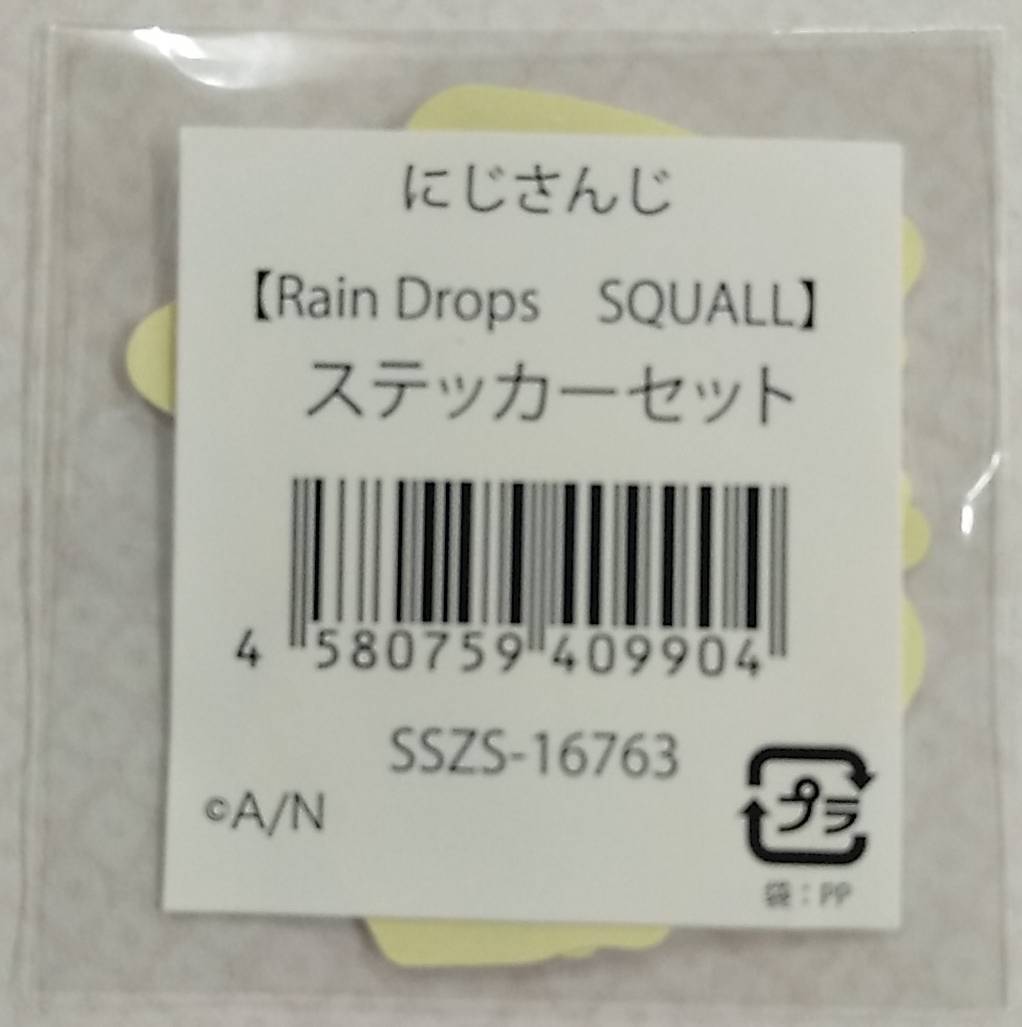 にじさんじ
【Rain Drops　SQUALL】
ステッカーセット
4 580759 409904
SSZS-16763
©A/N
プラ
袋：PP